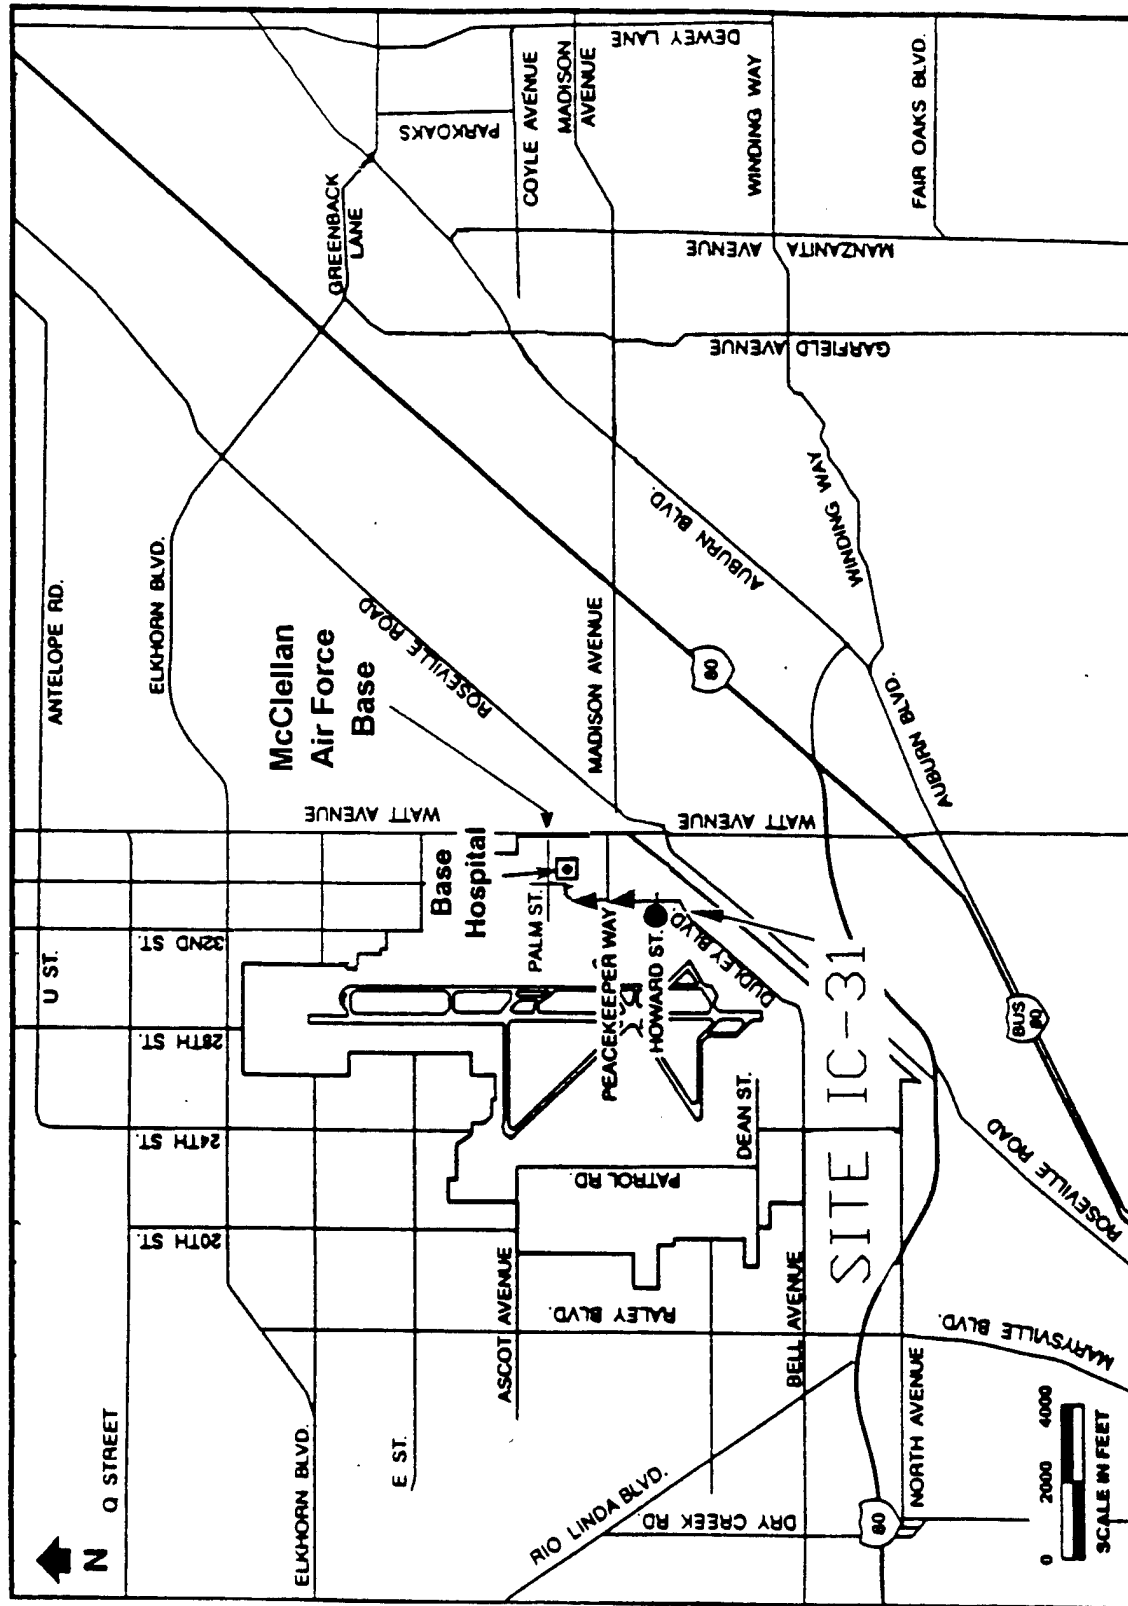 N
Q STREET
U ST.
ANTELOPE RD.
ELKHORN BLVD.
ELKHORN BLVD.
E ST.
20TH ST.
24TH ST.
28TH ST.
32ND ST.
WATT AVENUE
McClellan
Air Force
Base
Base
Hospital
PALM ST.
PEACEKEEPER WAY
HOWARD ST.
DUDLEY BLVD.
ASCOT AVENUE
PATROL RD.
DEAN ST.
RALEY BLVD.
BELL AVENUE
RIO LINDA BLVD.
DRY CREEK RD.
80
NORTH AVENUE
MARYSVILLE BLVD.
ROSEVILLE ROAD
SITE IC-31
ROSEVILLE ROAD
MADISON AVENUE
WATT AVENUE
80
BUS
80
AUBURN BLVD.
AUBURN BLVD.
WINDING WAY
GREENBACK
LANE
PARKOAKS
COYLE AVENUE
MADISON
AVENUE
DEWEY LANE
WINDING WAY
FAIR OAKS BLVD.
MANZANITA AVENUE
GARFIELD AVENUE
0 2000 4000
SCALE IN FEET